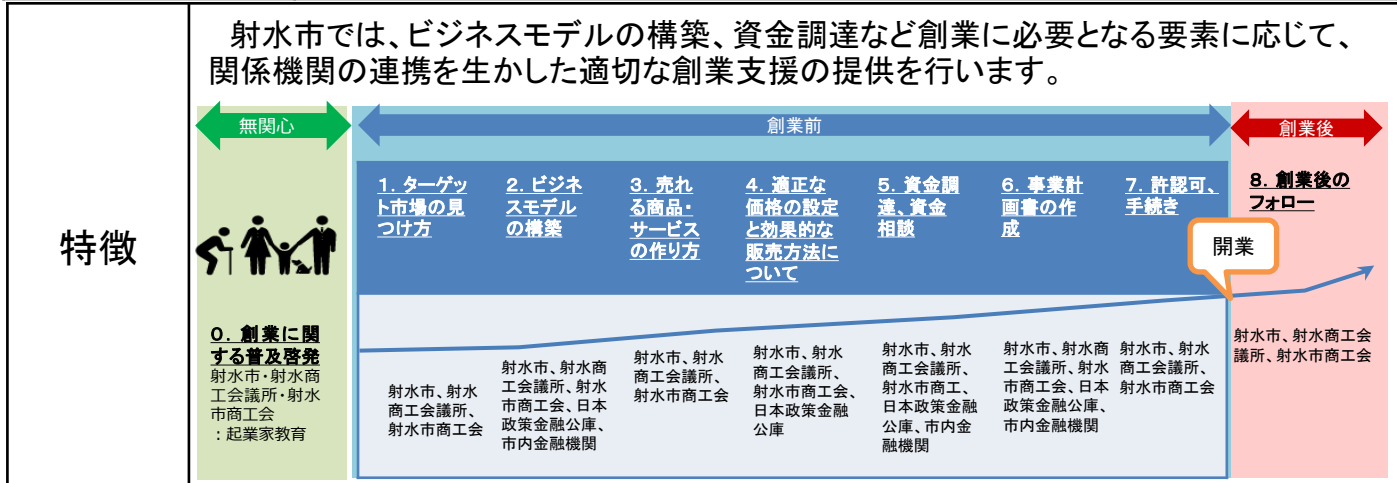 特徴
射水市では、ビジネスモデルの構築、資金調達など創業に必要となる要素に応じて、
関係機関の連携を生かした適切な創業支援の提供を行います。
無関心
創業前
創業後
0. 創業に関
する普及啓発
射水市・射水商
工会議所・射水
市商工会
：起業家教育
1. ターゲッ
ト市場の見
つけ方
射水市、射水
商工会議所、
射水市商工会
2. ビジネ
スモデル
の構築
射水市、射水商
工会議所、射水
市商工会、日本
政策金融公庫、
市内金融機関
3. 売れ
る商品・
サービス
の作り方
射水市、射水
商工会議所、
射水市商工会
4. 適正な
価格の設定
と効果的な
販売方法に
ついて
射水市、射水
商工会議所、
射水市商工会、
日本政策金融
公庫
5. 資金調
達、資金
相談
射水市、射水
商工会議所、
射水市商工、
日本政策金融
公庫、市内金
融機関
6. 事業計
画書の作
成
射水市、射水商
工会議所、射水
市商工会、日本
政策金融公庫、
市内金融機関
7. 許認可、
手続き
射水市、射水
商工会議所、
射水市商工会
開業
8. 創業後の
フォロー
射水市、射水商工会
議所、射水市商工会